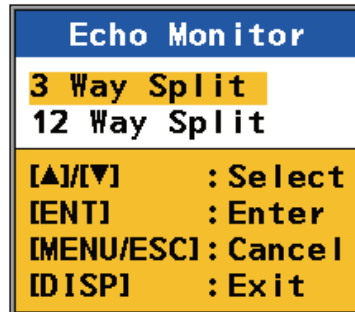 Echo Monitor
3 Way Split
12 Way Split
[▲]/[▼] :Select
[ENT] :Enter
[MENU/ESC]:Cancel
[DISP] :Exit